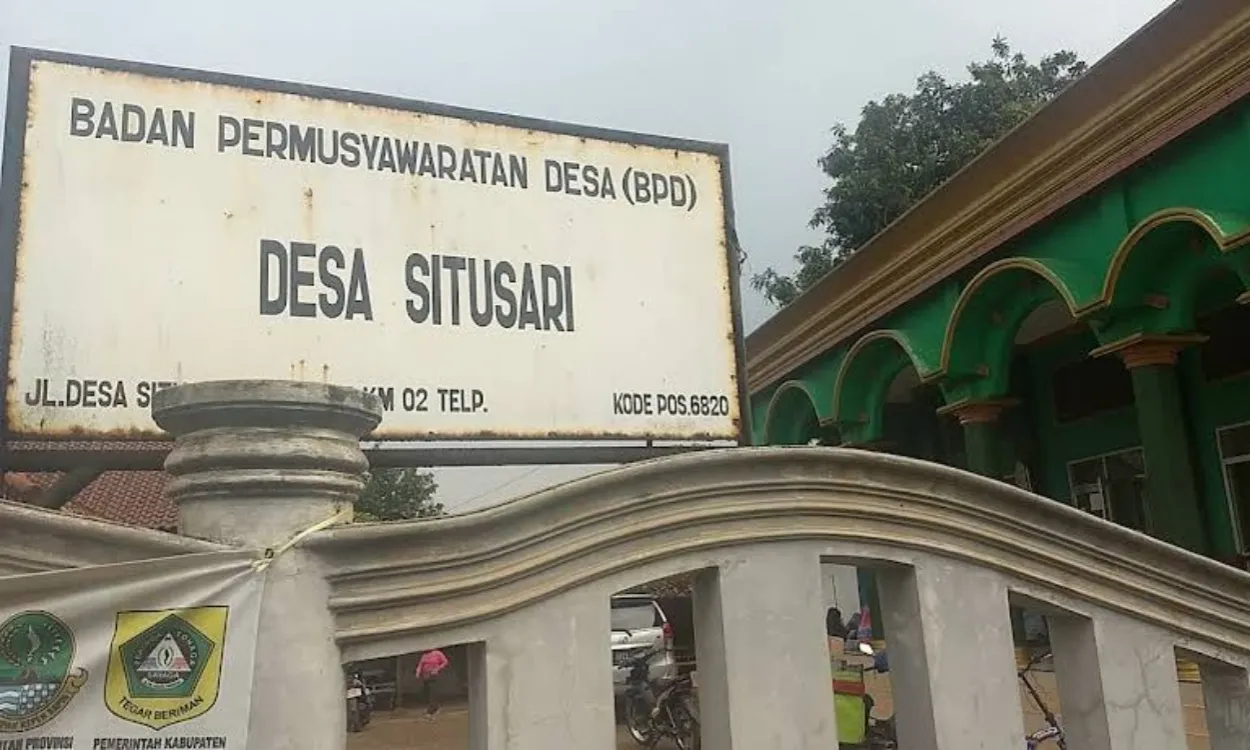 BADAN PERMUSYAWARATAN DESA (BPD)
DESA SITUSARI
JL.DESA KM 02 TELP. KODE POS.6820
TEGAR BERIMAN
PROVINSI PEMERINTAH KABUPATEN